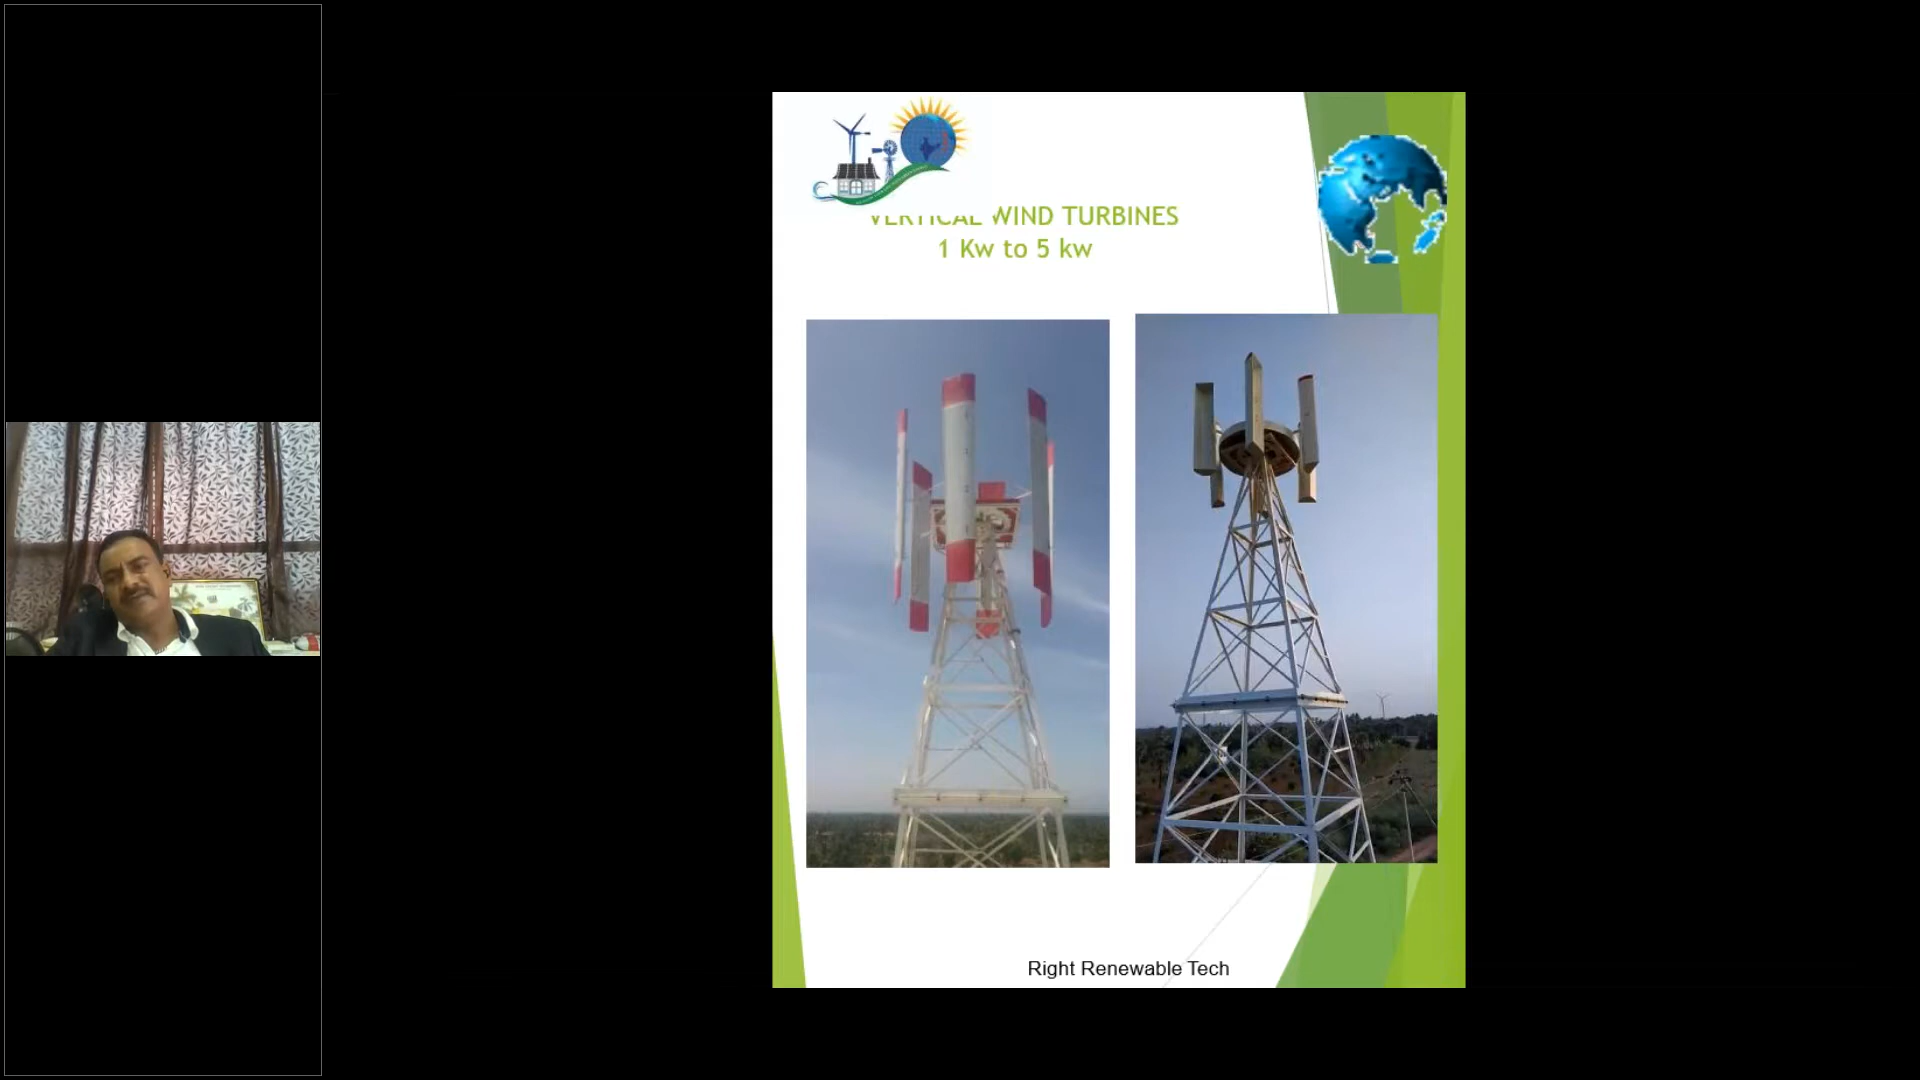 VERTICAL WIND TURBINES
1 Kw to 5 kw
Right Renewable Tech